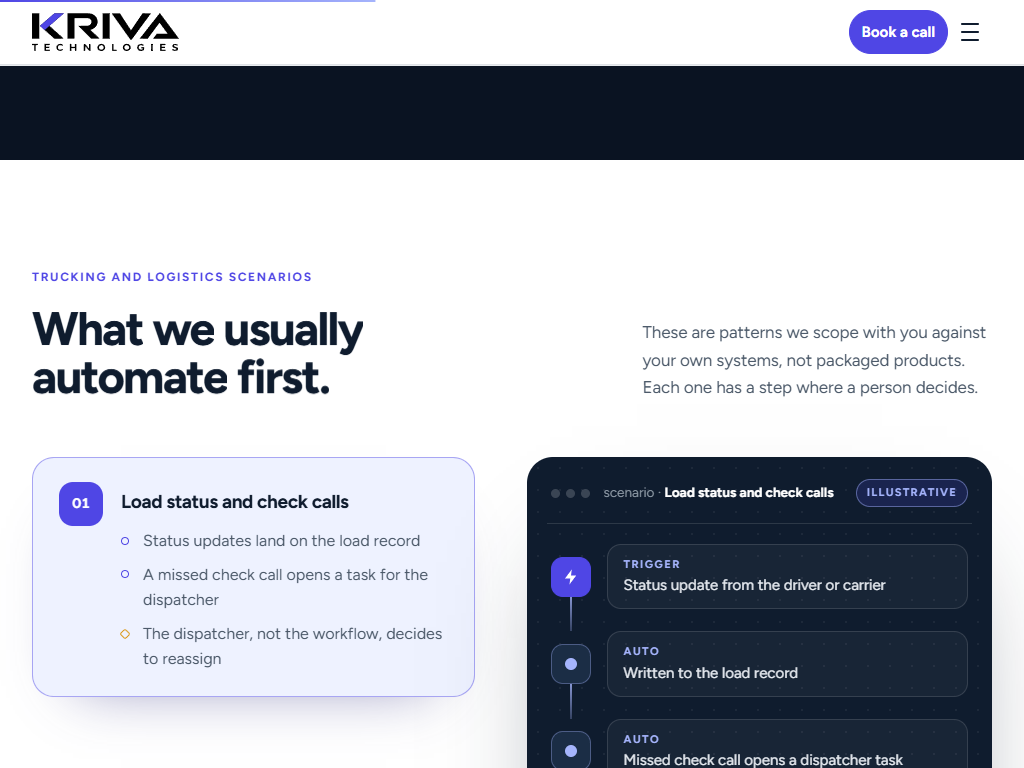 KRIVA
TECHNOLOGIES
Book a call
TRUCKING AND LOGISTICS SCENARIOS
What we usually
automate first.
These are patterns we scope with you against
your own systems, not packaged products.
Each one has a step where a person decides.
01
Load status and check calls
Status updates land on the load record
A missed check call opens a task for the
dispatcher
The dispatcher, not the workflow, decides
to reassign
scenario · Load status and check calls
ILLUSTRATIVE
TRIGGER
Status update from the driver or carrier
AUTO
Written to the load record
AUTO
Missed check call opens a dispatcher task